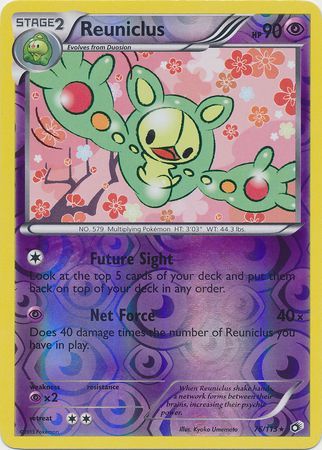 STAGE2
Reuniclus
HP 90
Evolves from Duosion
NO. 579 Multiplying Pokémon HT: 3'03" WT: 44.3 lbs.
Future Sight
Look at the top 5 cards of your deck and put them
back on top of your deck in any order.
Net Force 40×
Does 40 damage times the number of Reuniclus you
have in play.
weakness resistance
×2
retreat
When Reuniclus shake hands,
a network forms between their
brains, increasing their psychic
power.
©2013 Pokémon
Illus. Kyoko Umemoto
76/113